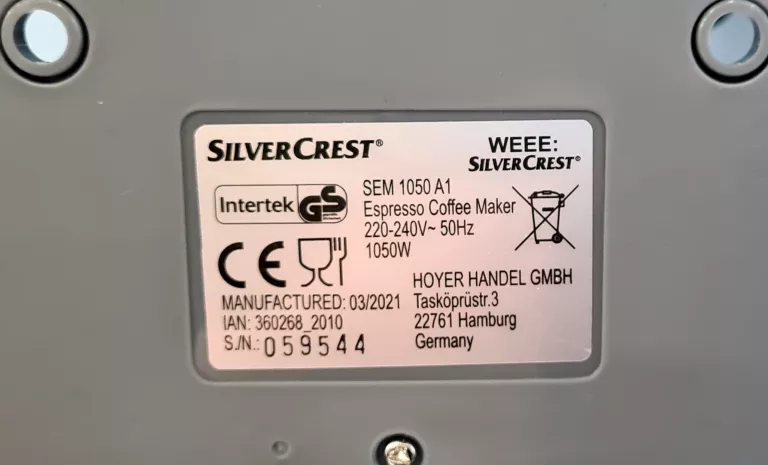 SILVERCREST®
WEEE:
SILVERCREST®
Intertek GS
SEM 1050 A1
Espresso Coffee Maker
220-240V~ 50Hz
1050W
CE
HOYER HANDEL GMBH
Tasköprüstr.3
22761 Hamburg
Germany
MANUFACTURED: 03/2021
IAN: 360268_2010
S./N.: 059544